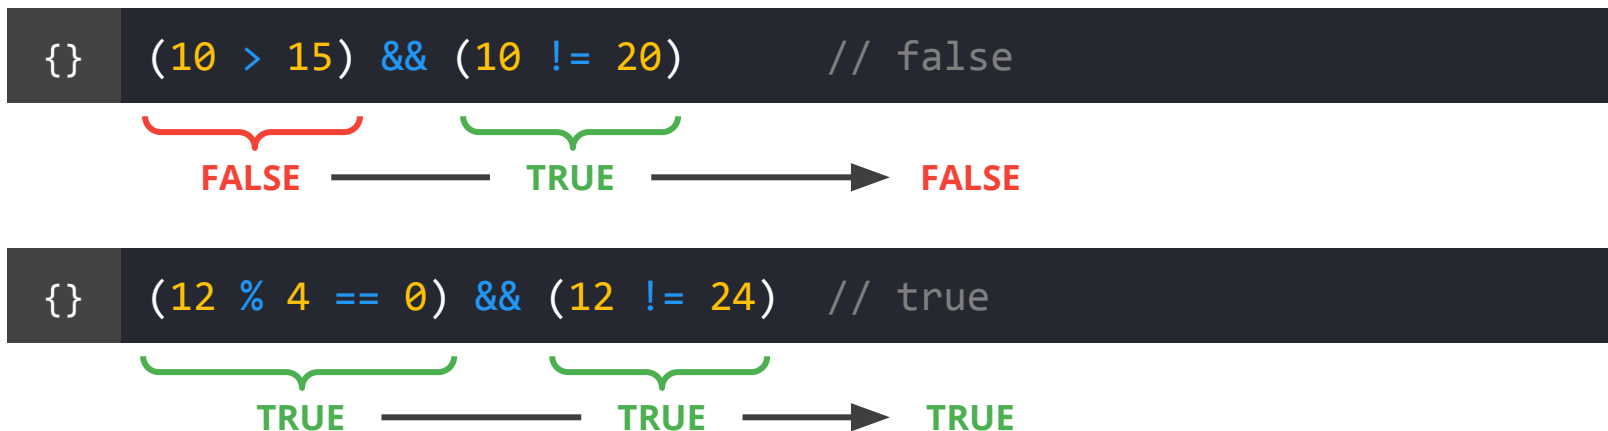 {} (10 > 15) && (10 != 20) // false
FALSE TRUE FALSE
{} (12 % 4 == 0) && (12 != 24) // true
TRUE TRUE TRUE